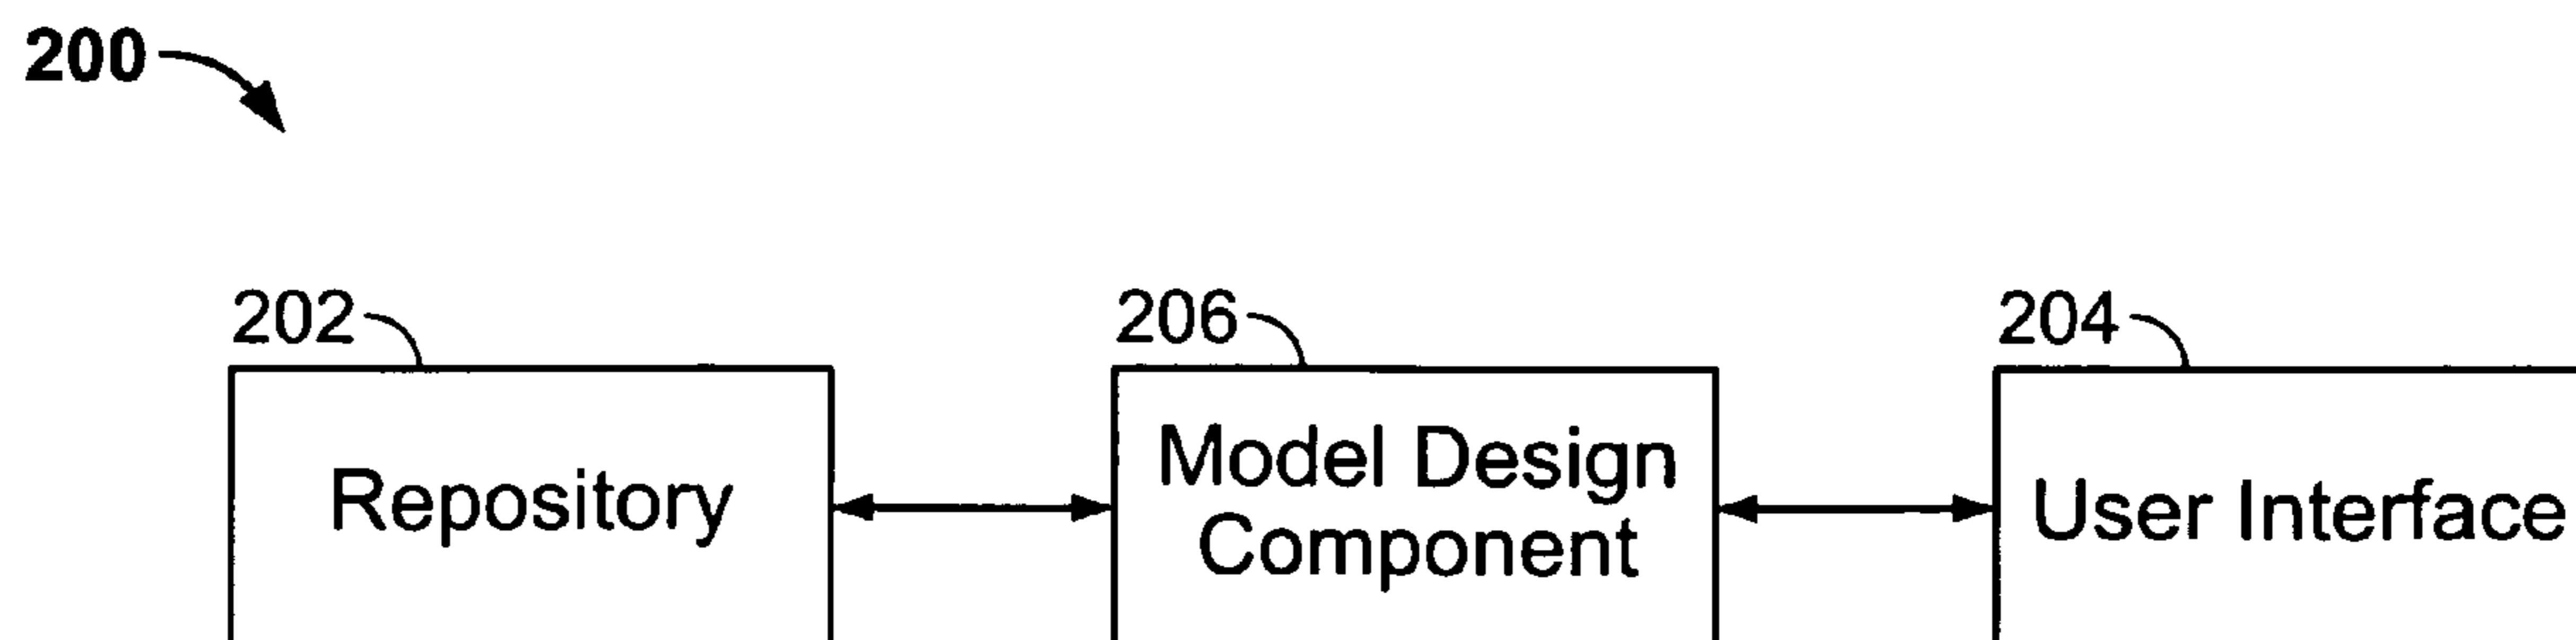 200
202
206
204
Repository
Model Design
Component
User Interface